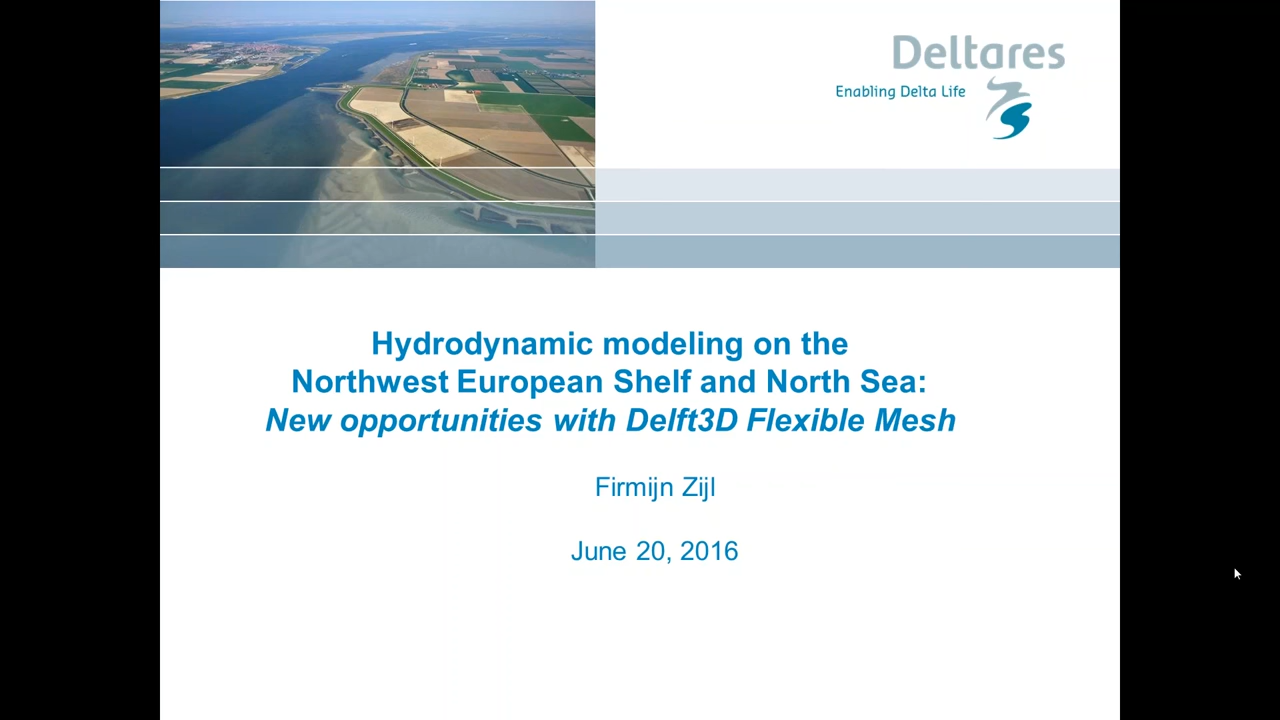 Deltares
Enabling Delta Life
Hydrodynamic modeling on the
Northwest European Shelf and North Sea:
New opportunities with Delft3D Flexible Mesh
Firmijn Zijl
June 20, 2016